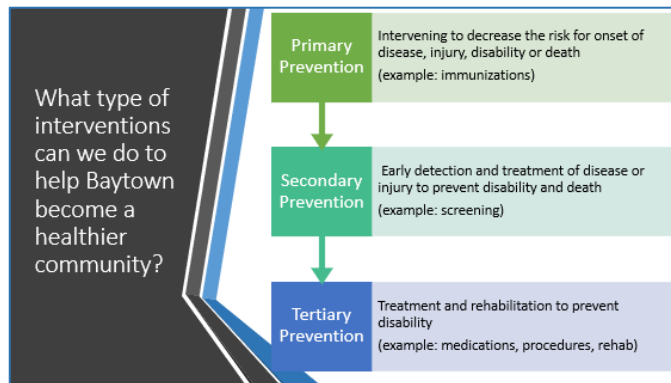 What type of
interventions
can we do to
help Baytown
become a
healthier
community?
Primary
Prevention
Intervening to decrease the risk for onset of
disease, injury, disability or death
(example: immunizations)
Secondary
Prevention
Early detection and treatment of disease or
injury to prevent disability and death
(example: screening)
Tertiary
Prevention
Treatment and rehabilitation to prevent
disability
(example: medications, procedures, rehab)